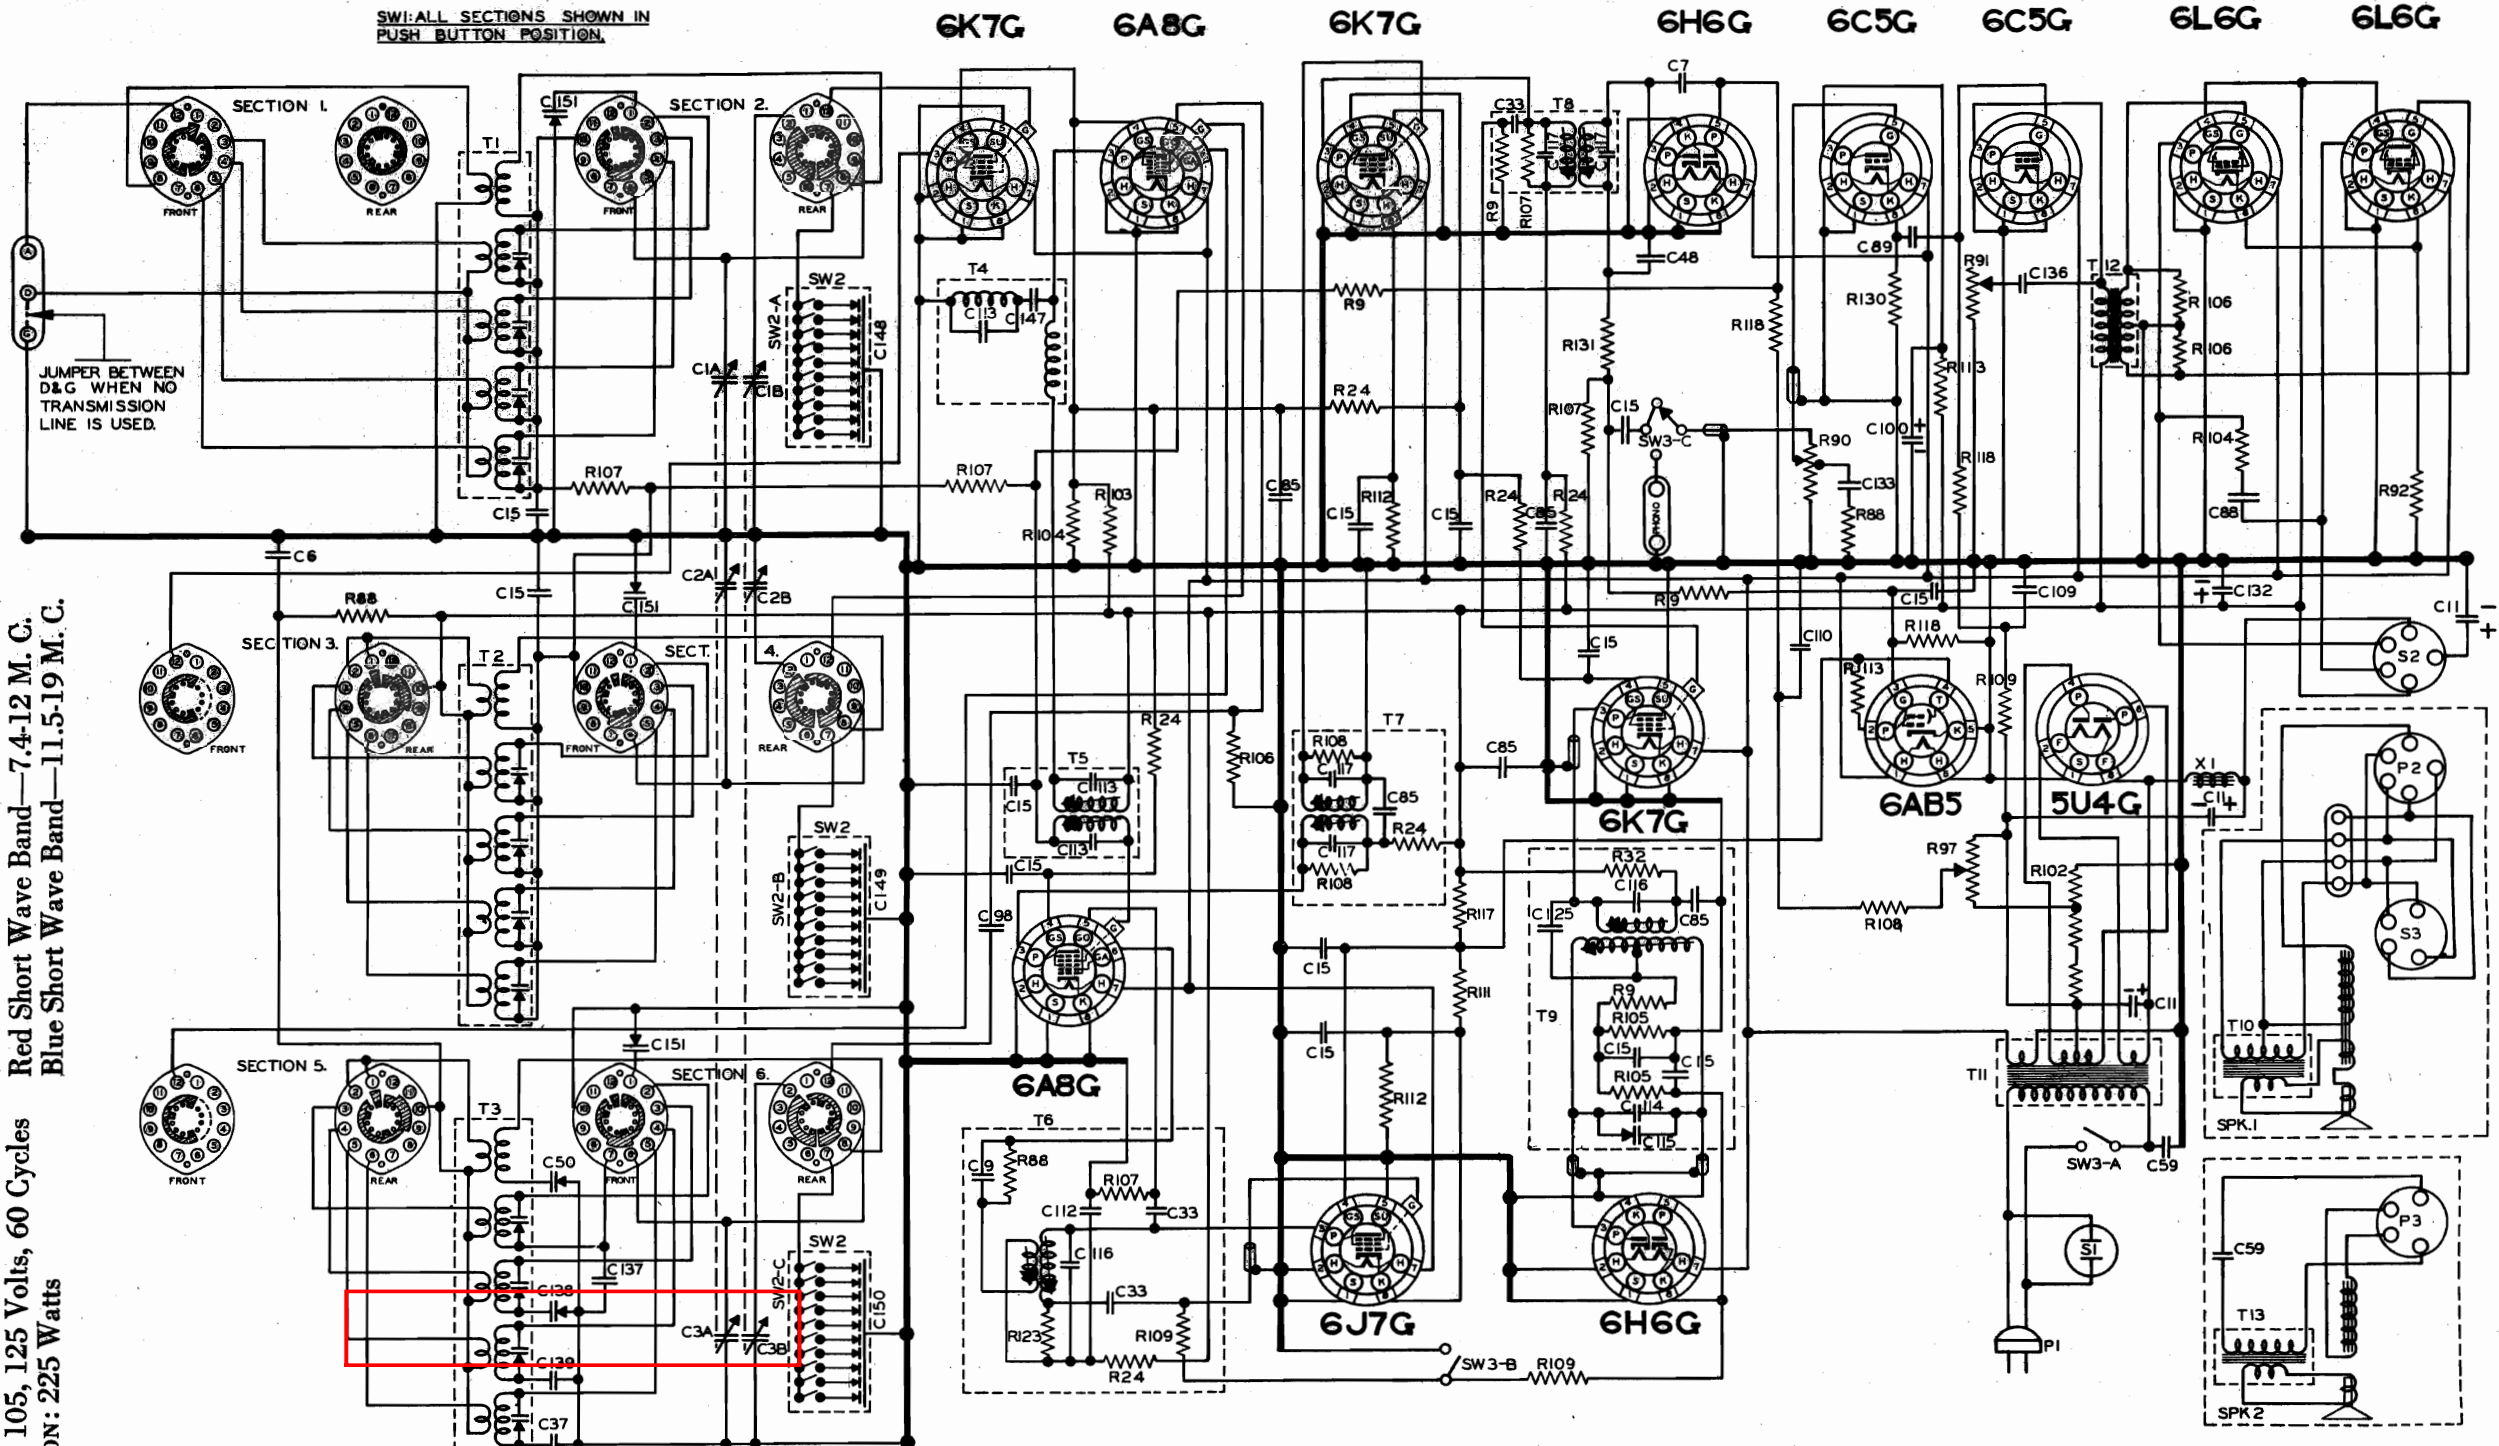 SW1: ALL SECTIONS SHOWN IN
PUSH BUTTON POSITION.
6K7G
6A8G
6K7G
6H6G
6C5G
6C5G
6L6G
6L6G
SECTION 1.
FRONT
REAR
T1
C151
FRONT
SECTION 2.
REAR
JUMPER BETWEEN
D&G WHEN NO
TRANSMISSION
LINE IS USED.
A
D
G
SW2
SW2-A
C148
C1A
C1B
R107
C15
T4
C113
C147
R107
R103
R104
C85
R9
R24
C15
R112
C15
C33
T8
R9
R107
C7
C48
R131
R107
C15
SW3-C
PHONO
R24
C85
R24
R118
R90
C133
R88
C89
R130
C100
R113
R91
C136
R118
T12
R106
R106
R104
C88
R92
C6
R88
C15
C151
C2A
C2B
SECTION 3.
FRONT
REAR
T2
SECT. 4.
FRONT
REAR
SW2
SW2-B
C149
R19
C15
C109
C132
C11
C110
C15
R118
R113
R109
S2
6K7G
6AB5
5U4G
X1
C11
R124
R106
T5
C15
C113
C113
C15
C98
T7
R108
C117
C117
R108
C85
R24
C85
R117
C15
R111
C15
R112
R32
C116
C85
C125
T9
R9
R105
C15
C15
R105
C114
C115
R97
R108
R102
C11
T11
P2
S3
T10
SPK.1
Red Short Wave Band—7.4-12 M. C.
Blue Short Wave Band—11.5-19 M. C.
105, 125 Volts, 60 Cycles
ON: 225 Watts
SECTION 5.
FRONT
REAR
T3
C151
SECTION 6.
FRONT
REAR
C50
C137
C138
C139
C37
C3A
C3B
SW2
SW2-C
C150
6A8G
T6
C19
R88
R107
C112
C33
C116
C33
R123
R109
R24
6J7G
6H6G
SW3-B
R109
SW3-A
C59
S1
P1
P3
C59
T13
SPK 2